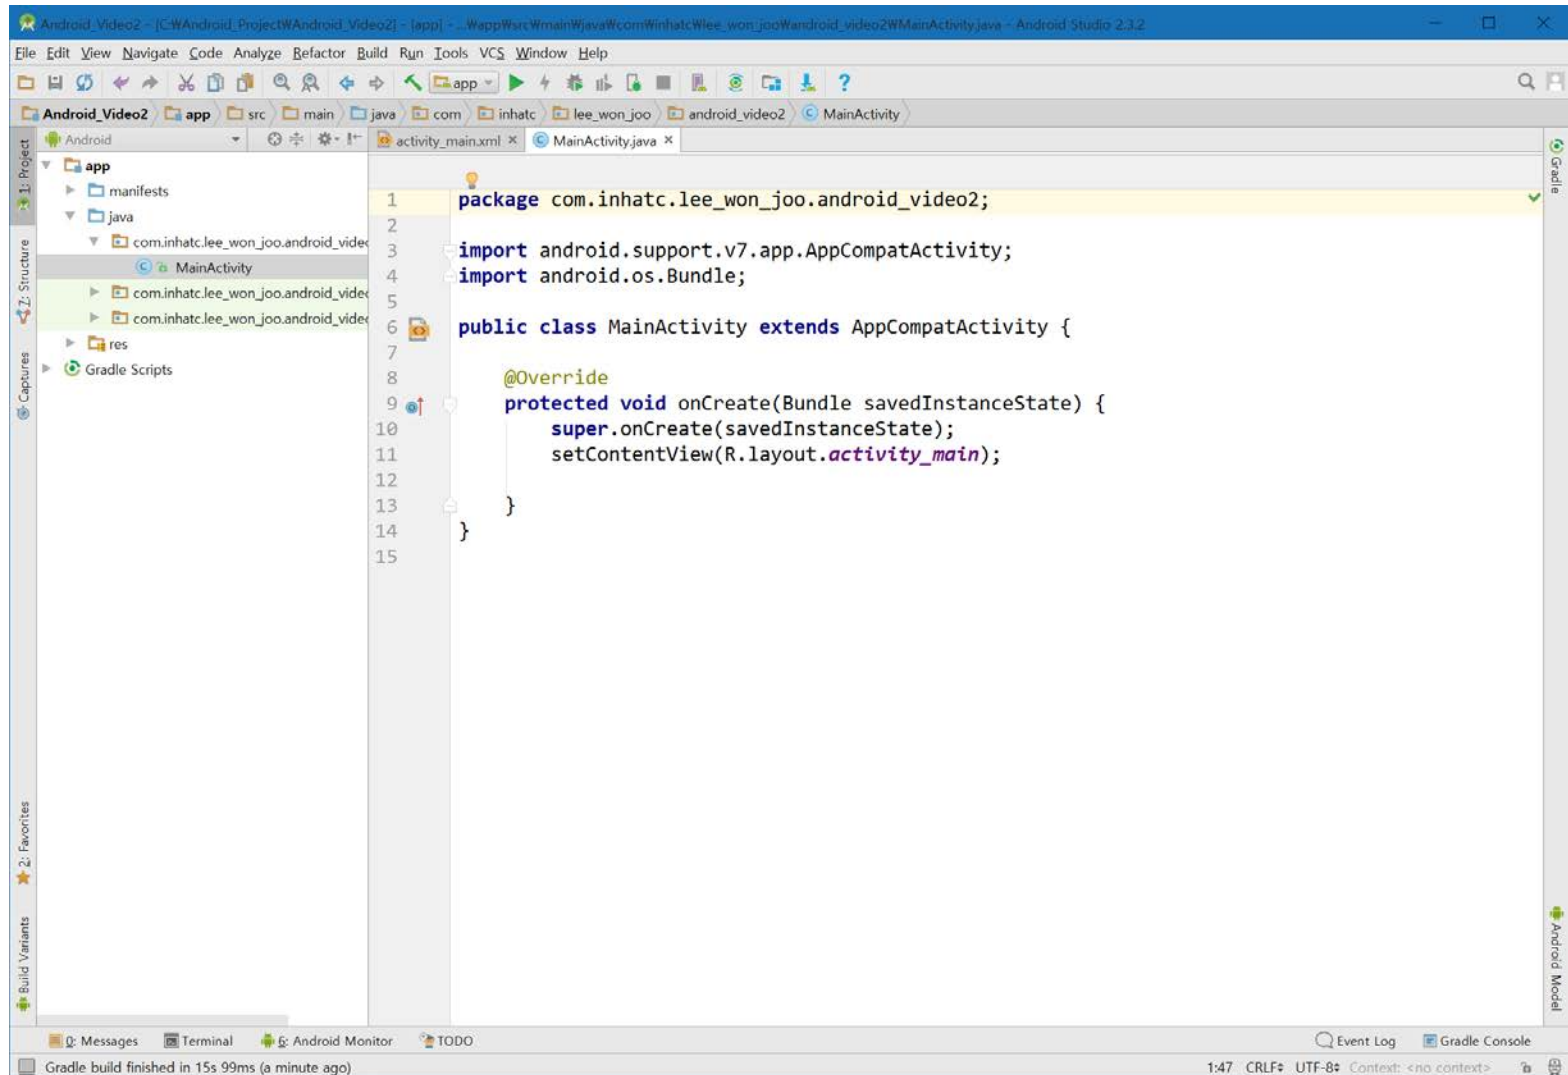 Android_Video2 - [C:₩Android_Project₩Android_Video2] - [app] - ...₩app₩src₩main₩java₩com₩inhatc₩lee_won_joo₩android_video2₩MainActivity.java - Android Studio 2.3.2
File Edit View Navigate Code Analyze Refactor Build Run Tools VCS Window Help
app
Android_Video2 app src main java com inhatc lee_won_joo android_video2 MainActivity
Android
activity_main.xml MainActivity.java
1: Project
Z: Structure
Captures
2: Favorites
Build Variants
app
manifests
java
com.inhatc.lee_won_joo.android_vide
MainActivity
com.inhatc.lee_won_joo.android_vide
com.inhatc.lee_won_joo.android_vide
res
Gradle Scripts
1 package com.inhatc.lee_won_joo.android_video2;
2
3 import android.support.v7.app.AppCompatActivity;
4 import android.os.Bundle;
5
6 public class MainActivity extends AppCompatActivity {
7
8 @Override
9 protected void onCreate(Bundle savedInstanceState) {
10 super.onCreate(savedInstanceState);
11 setContentView(R.layout.activity_main);
12
13 }
14 }
15
Gradle
Android Model
0: Messages Terminal 6: Android Monitor TODO Event Log Gradle Console
Gradle build finished in 15s 99ms (a minute ago) 1:47 CRLF UTF-8 Context: <no context>